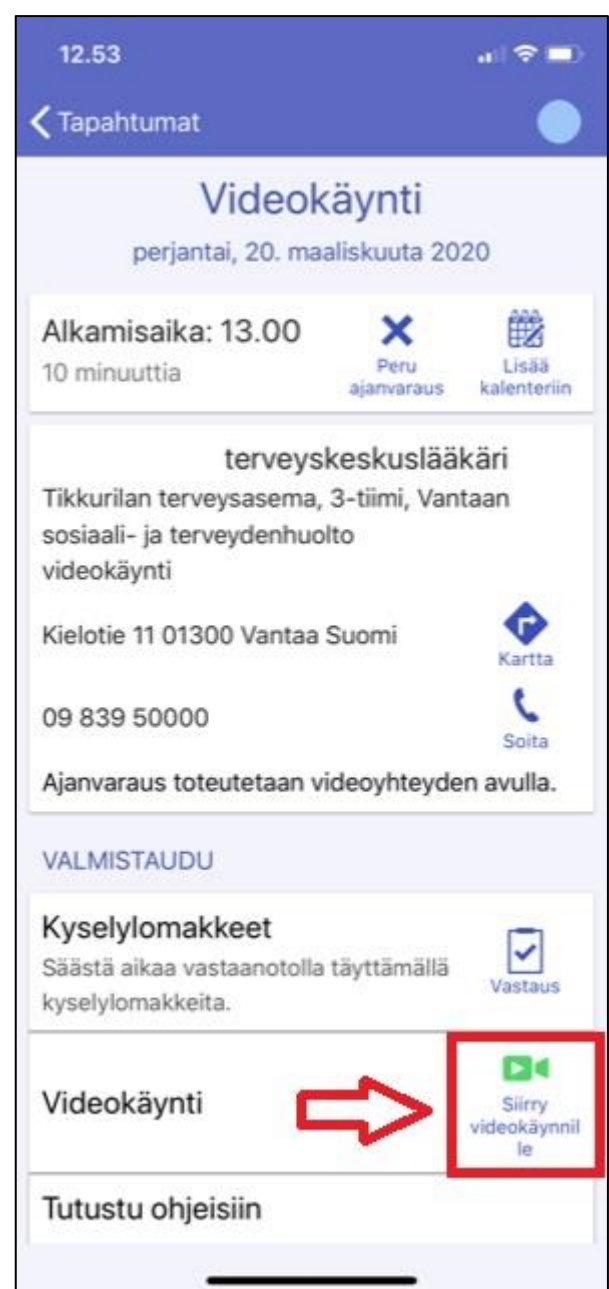 12.53
Tapahtumat
Videokäynti
perjantai, 20. maaliskuuta 2020
Alkamisaika: 13.00
10 minuuttia
Peru
ajanvaraus
Lisää
kalenteriin
terveyskeskuslääkäri
Tikkurilan terveysasema, 3-tiimi, Vantaan
sosiaali- ja terveydenhuolto
videokäynti
Kielotie 11 01300 Vantaa Suomi
Kartta
09 839 50000
Soita
Ajanvaraus toteutetaan videoyhteyden avulla.
VALMISTAUDU
Kyselylomakkeet
Säästä aikaa vastaanotolla täyttämällä
kyselylomakkeita.
Vastaus
Videokäynti
Siirry
videokäynnil
le
Tutustu ohjeisiin